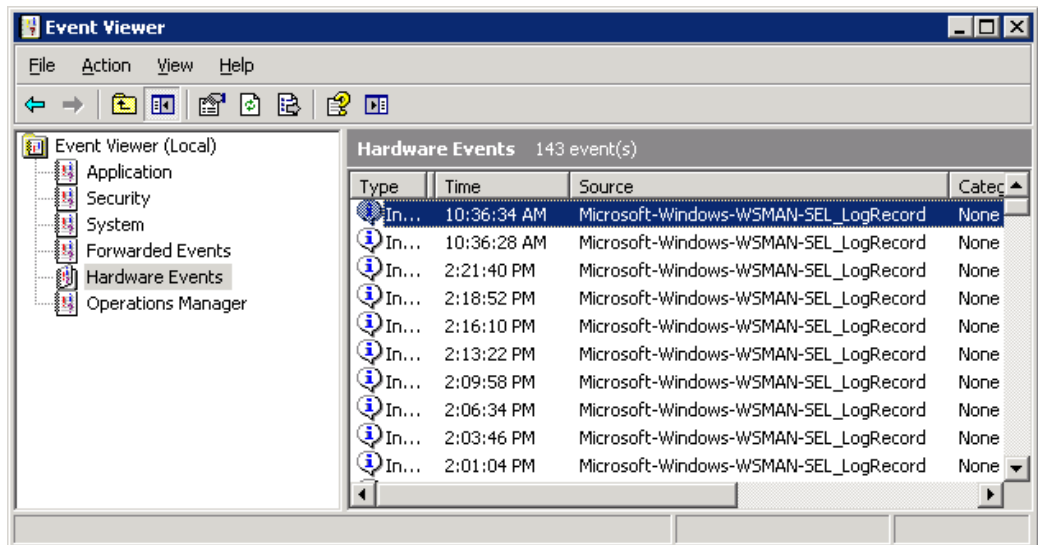 Event Viewer
File Action View Help
Event Viewer (Local)
Application
Security
System
Forwarded Events
Hardware Events
Operations Manager
Hardware Events 143 event(s)
Type Time Source Categ
In... 10:36:34 AM Microsoft-Windows-WSMAN-SEL_LogRecord None
In... 10:36:28 AM Microsoft-Windows-WSMAN-SEL_LogRecord None
In... 2:21:40 PM Microsoft-Windows-WSMAN-SEL_LogRecord None
In... 2:18:52 PM Microsoft-Windows-WSMAN-SEL_LogRecord None
In... 2:16:10 PM Microsoft-Windows-WSMAN-SEL_LogRecord None
In... 2:13:22 PM Microsoft-Windows-WSMAN-SEL_LogRecord None
In... 2:09:58 PM Microsoft-Windows-WSMAN-SEL_LogRecord None
In... 2:06:34 PM Microsoft-Windows-WSMAN-SEL_LogRecord None
In... 2:03:46 PM Microsoft-Windows-WSMAN-SEL_LogRecord None
In... 2:01:04 PM Microsoft-Windows-WSMAN-SEL_LogRecord None